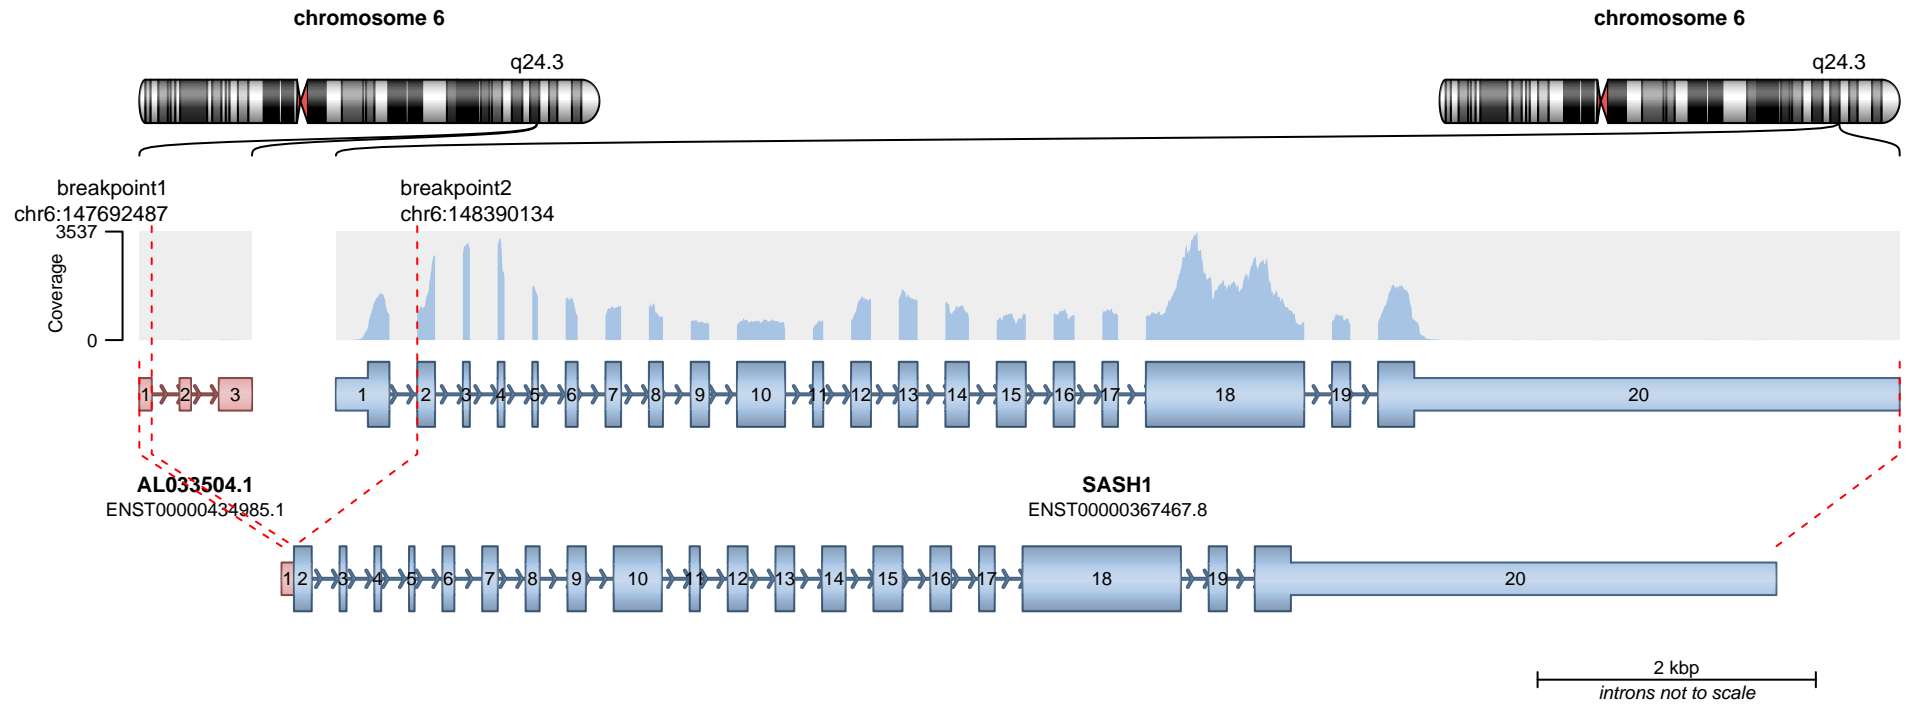 chromosome 6
chromosome 6
q24.3
q24.3
breakpoint1
chr6:147692487
breakpoint2
chr6:148390134
3537
Coverage
0
1 2 3
1 2 3 4 5 6 7 8 9 10 11 12 13 14 15 16 17 18 19 20
AL033504.1
ENST00000434985.1
SASH1
ENST00000367467.8
1 2 3 4 5 6 7 8 9 10 11 12 13 14 15 16 17 18 19 20
2 kbp
introns not to scale